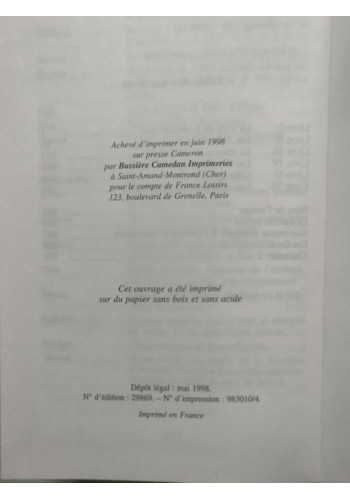 Achevé d'imprimer en juin 1998
sur presse Cameron
par Bussière Camedan Imprimeries
à Saint-Amand-Montrond (Cher)
pour le compte de France Loisirs
123, boulevard de Grenelle, Paris
Cet ouvrage a été imprimé
sur du papier sans bois et sans acide
Dépôt légal : mai 1998.
N° d'édition : 29869. – N° d'impression : 983010/4
Imprimé en France